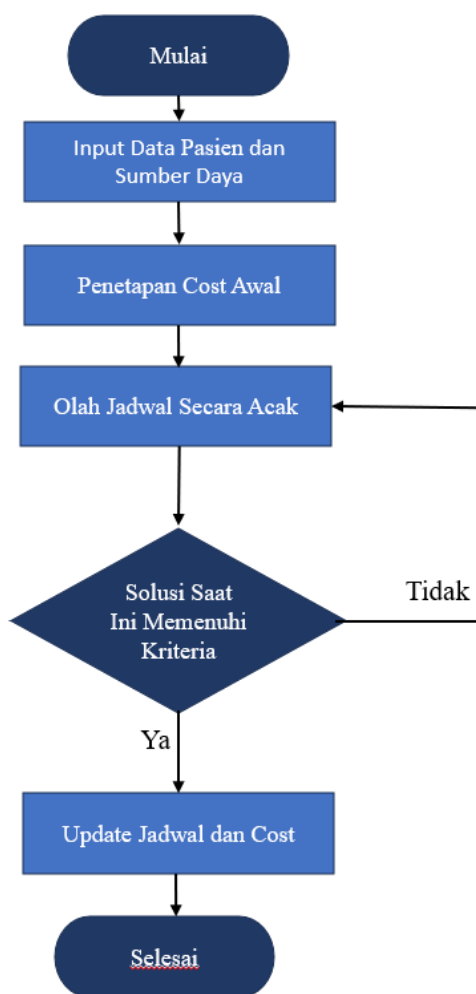 Mulai
Input Data Pasien dan
Sumber Daya
Penetapan Cost Awal
Olah Jadwal Secara Acak
Solusi Saat
Ini Memenuhi
Kriteria
Tidak
Ya
Update Jadwal dan Cost
Selesai